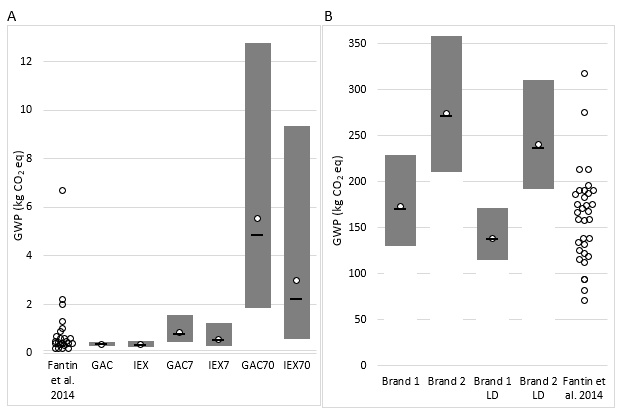 A
GWP (kg CO₂ eq)
12
10
8
6
4
2
0
Fantin
et al.
2014
GAC
IEX
GAC7
IEX7
GAC70
IEX70
B
GWP (kg CO₂ eq)
350
300
250
200
150
100
50
0
Brand 1
Brand 2
Brand 1
LD
Brand 2
LD
Fantin et
al. 2014